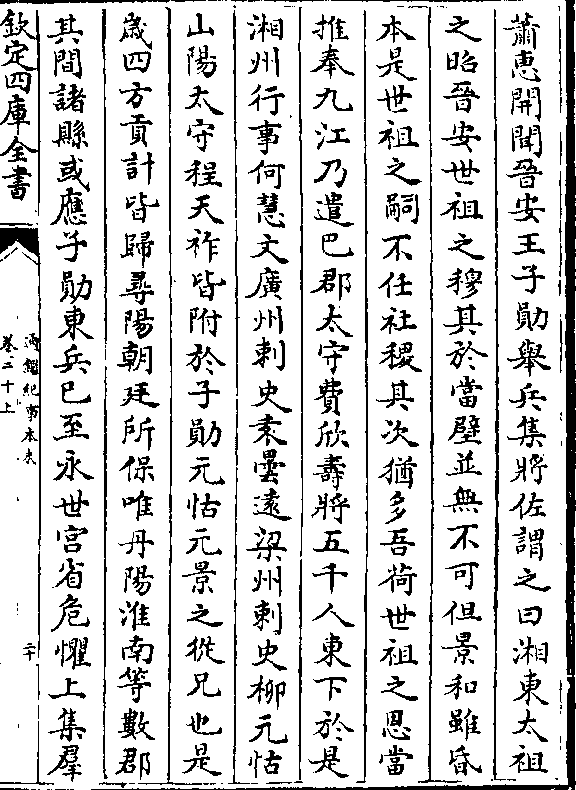 蕭惠開聞晉安王子勛舉兵集將佐謂之曰湘東太祖
之昭晉安世祖之穆其於當璧並無不可但景和雖昏
本是世祖之嗣不任社稷其次猶多吾荷世祖之恩當
推奉九江乃遣巴郡太守費欣壽將五千人東下於是
湘州行事何慧文廣州刺史袁曇遠梁州刺史柳元怙
山陽太守程天祚皆附於子勛元怙元景之從兄也是
歲四方貢計皆歸尋陽朝廷所保唯丹陽淮南等數郡
其間諸縣或應子勛東兵已至永世宫省危懼上集羣
欽定四庫全書
通鑑紀事本末
卷二十上
二十